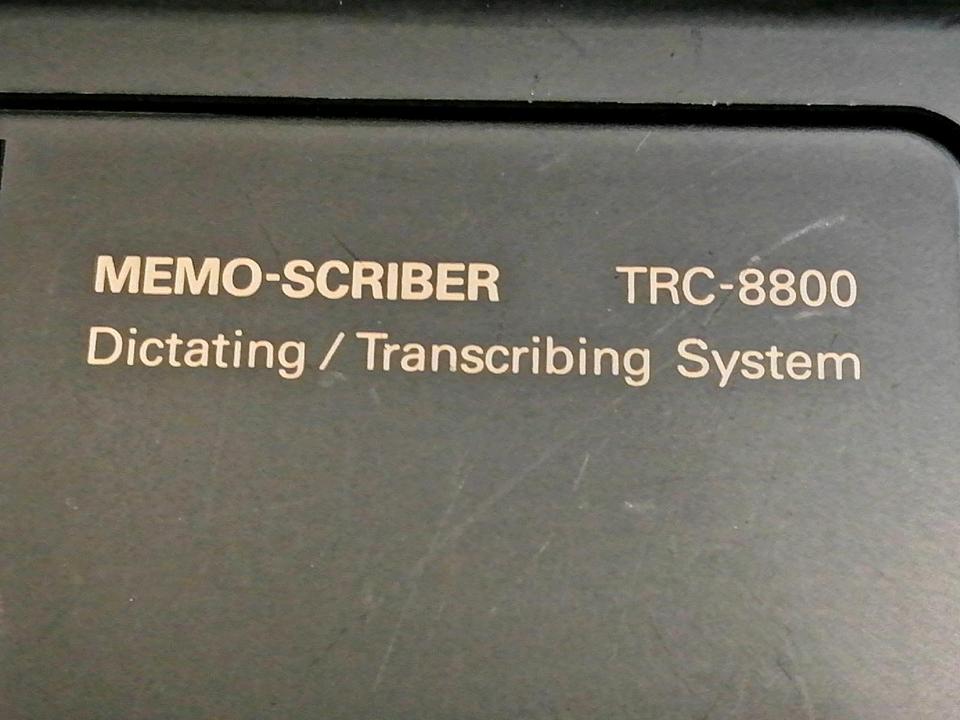 MEMO-SCRIBER TRC-8800
Dictating / Transcribing System